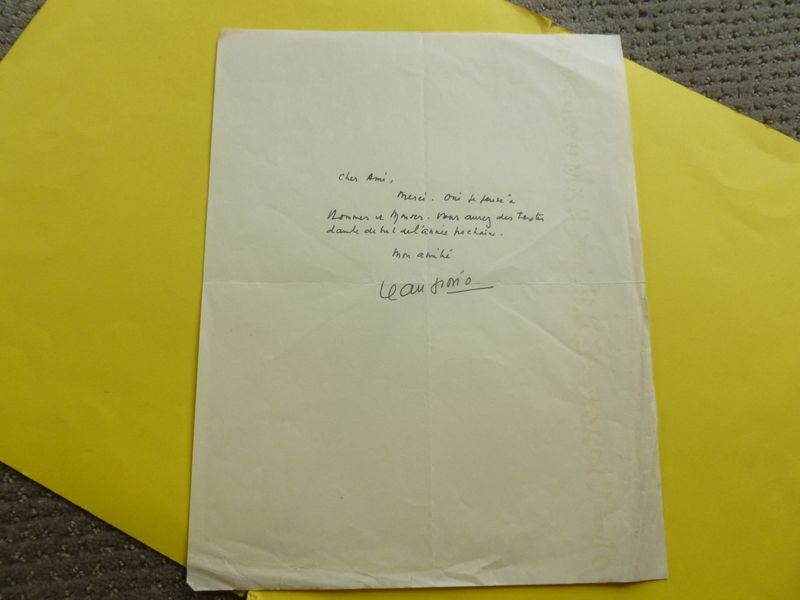 Cher Ami,
Merci. Oui je pense à
Hommes et Mondes. Vous aurez des textes
dans le début de l'année prochaine.
Mon amitié
Jean Giono